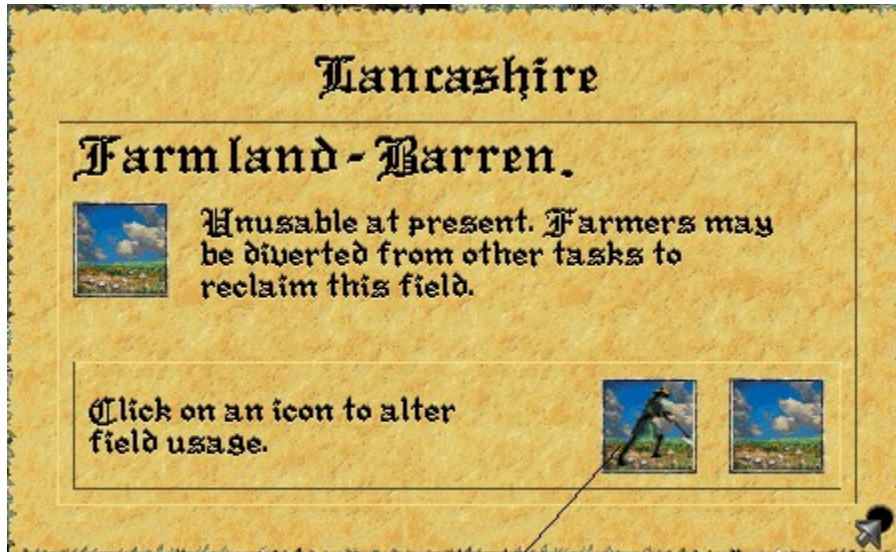 Lancashire
Farmland-Barren.
Unusable at present. Farmers may
be diverted from other tasks to
reclaim this field.
Click on an icon to alter
field usage.